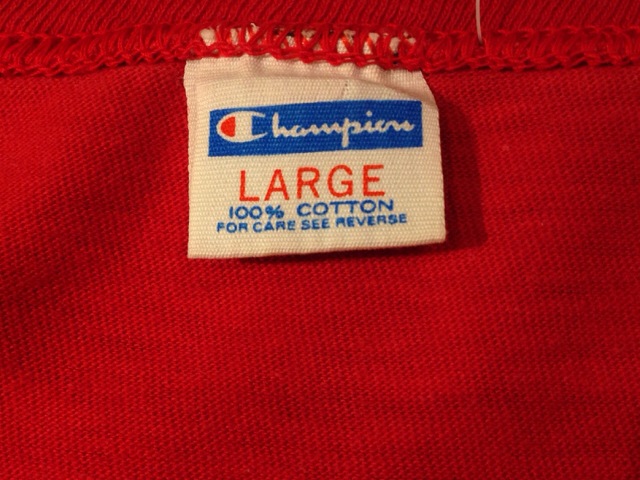 Champion
LARGE
100% COTTON
FOR CARE SEE REVERSE